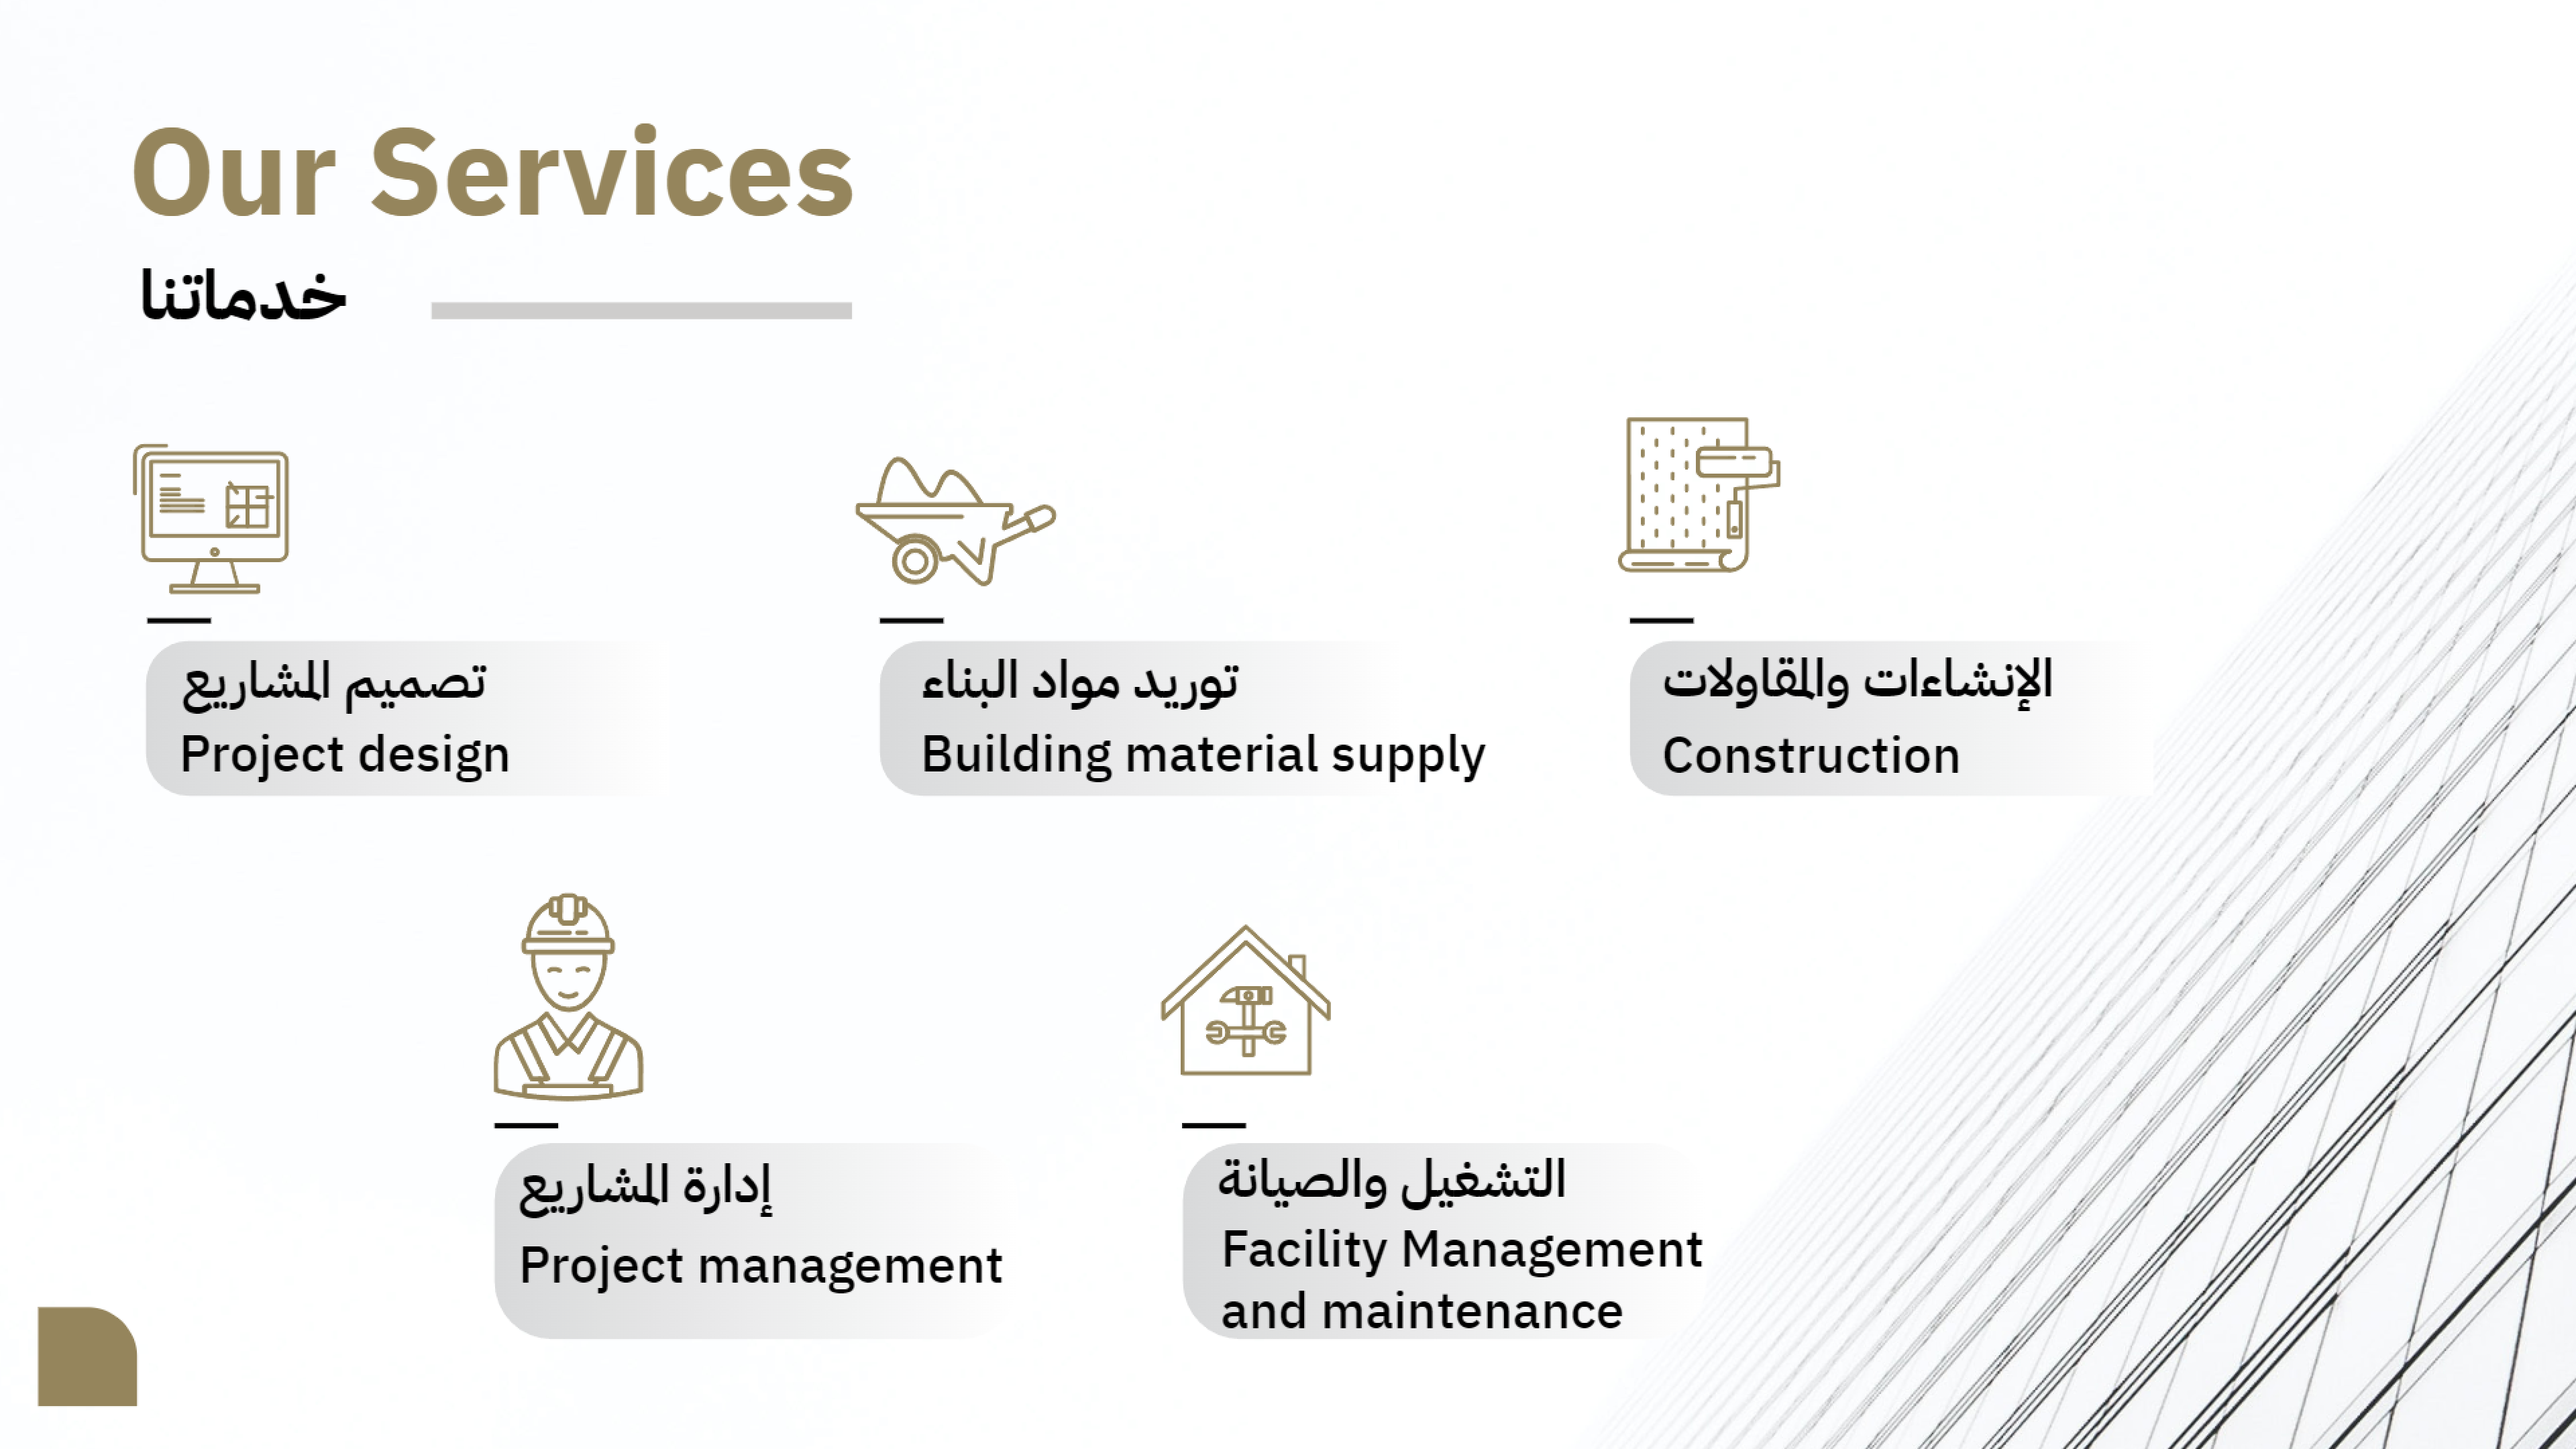 Our Services
خدماتنا
تصميم المشاريع
Project design
توريد مواد البناء
Building material supply
الإنشاءات والمقاولات
Construction
إدارة المشاريع
Project management
التشغيل والصيانة
Facility Management
and maintenance